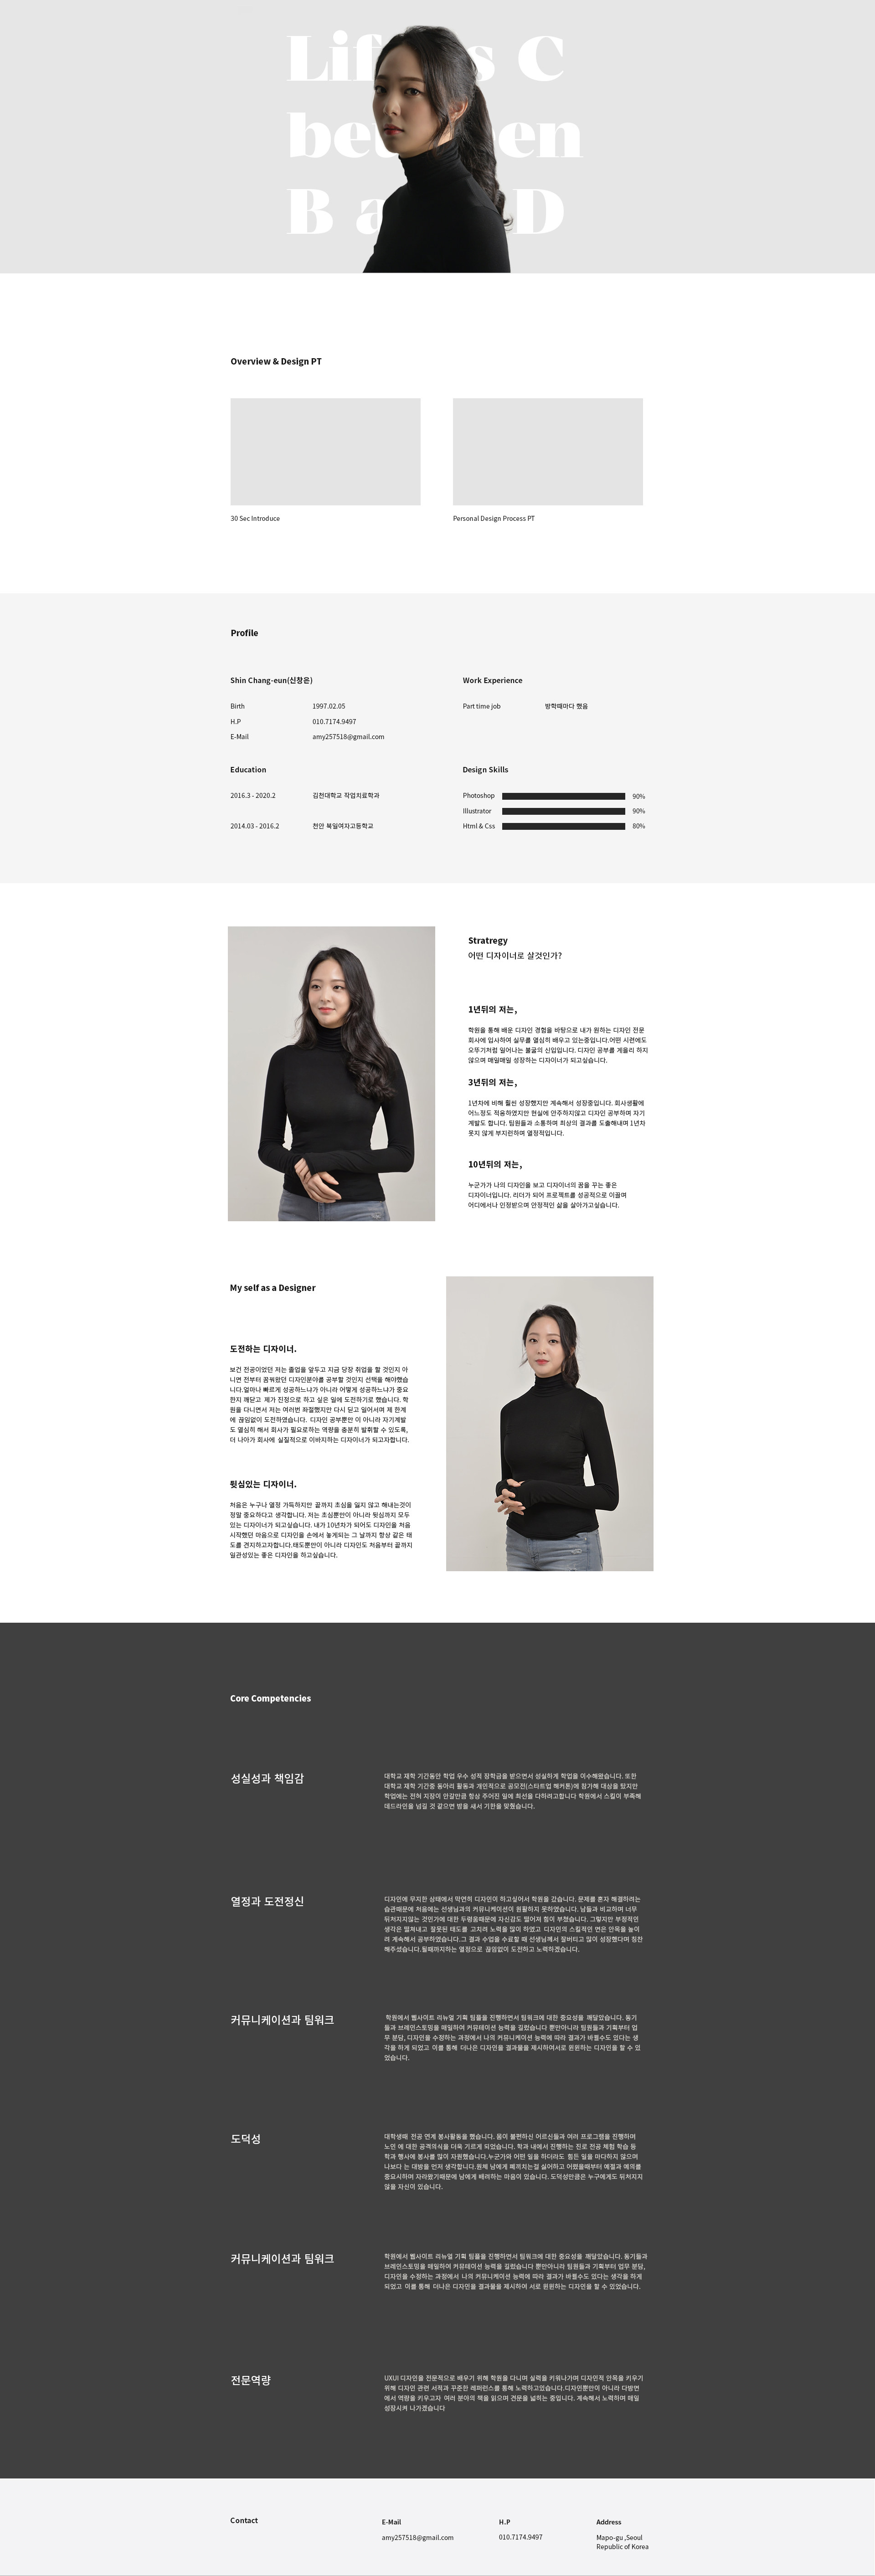 Life is C
between
B and D
Overview & Design PT
30 Sec Introduce
Personal Design Process PT
Profile
Shin Chang-eun(신창은)
Birth 1997.02.05
H.P 010.7174.9497
E-Mail amy257518@gmail.com
Work Experience
Part time job 방학때마다 했음
Education
2016.3 - 2020.2 김천대학교 작업치료학과
2014.03 - 2016.2 천안 복일여자고등학교
Design Skills
Photoshop 90%
Illustrator 90%
Html & Css 80%
Stratregy
어떤 디자이너로 살것인가?
1년뒤의 저는,
학원을 통해 배운 디자인 경험을 바탕으로 내가 원하는 디자인 전문
회사에 입사하여 실무를 열심히 배우고 있는중입니다.어떤 시련에도
오뚜기처럼 일어나는 불굴의 신입입니다. 디자인 공부를 게을리 하지
않으며 매일매일 성장하는 디자이너가 되고싶습니다.
3년뒤의 저는,
1년차에 비해 훨씬 성장했지만 계속해서 성장중입니다. 회사생활에
어느정도 적응하였지만 현실에 안주하지않고 디자인 공부하며 자기
계발도 합니다. 팀원들과 소통하며 최상의 결과를 도출해내며 1년차
못지 않게 부지런하며 열정적입니다.
10년뒤의 저는,
누군가가 나의 디자인을 보고 디자이너의 꿈을 꾸는 좋은
디자이너입니다. 리더가 되어 프로젝트를 성공적으로 이끌며
어디에서나 인정받으며 안정적인 삶을 살아가고싶습니다.
My self as a Designer
도전하는 디자이너.
보건 전공이었던 저는 졸업을 앞두고 지금 당장 취업을 할 것인지 아
니면 전부터 꿈꿔왔던 디자인분야를 공부할 것인지 선택을 해야했습
니다.얼마나 빠르게 성공하느냐가 아니라 어떻게 성공하느냐가 중요
한지 깨닫고 제가 진정으로 하고 싶은 일에 도전하기로 했습니다. 학
원을 다니면서 저는 여러번 좌절했지만 다시 딛고 일어서며 제 한계
에 끊임없이 도전하였습니다. 디자인 공부뿐만 이 아니라 자기계발
도 열심히 해서 회사가 필요로하는 역량을 충분히 발휘할 수 있도록,
더 나아가 회사에 실질적으로 이바지하는 디자이너가 되고자합니다.
뒷심있는 디자이너.
처음은 누구나 열정 가득하지만 끝까지 초심을 잃지 않고 해내는것이
정말 중요하다고 생각합니다. 저는 초심뿐만이 아니라 뒷심까지 모두
있는 디자이너가 되고싶습니다. 내가 10년차가 되어도 디자인을 처음
시작했던 마음으로 디자인을 손에서 놓게되는 그 날까지 항상 같은 태
도를 견지하고자합니다.태도뿐만이 아니라 디자인도 처음부터 끝까지
일관성있는 좋은 디자인을 하고싶습니다.
Core Competencies
성실성과 책임감
대학교 재학 기간동안 학업 우수 성적 장학금을 받으면서 성실하게 학업을 이수해왔습니다. 또한
대학교 재학 기간중 동아리 활동과 개인적으로 공모전(스타트업 해커톤)에 참가해 대상을 탔지만
학업에는 전혀 지장이 안갈만큼 항상 주어진 일에 최선을 다하려고합니다 학원에서 스킬이 부족해
데드라인을 넘길 것 같으면 밤을 새서 기한을 맞췄습니다.
열정과 도전정신
디자인에 무지한 상태에서 막연히 디자인이 하고싶어서 학원을 갔습니다. 문제를 혼자 해결하려는
습관때문에 처음에는 선생님과의 커뮤니케이션이 원활하지 못하였습니다. 남들과 비교하며 너무
뒤처지지않는 것인가에 대한 두령움때문에 자신감도 떨어져 힘이 부쳤습니다. 그렇지만 부정적인
생각은 떨쳐내고 잘못된 태도를 고치려 노력을 많이 하였고 디자인의 스킬적인 면은 안목을 높이
려 계속해서 공부하였습니다.그 결과 수업을 수료할 때 선생님께서 잘버티고 많이 성장했다며 칭찬
해주셨습니다.될때까지하는 열정으로 끊임없이 도전하고 노력하겠습니다.
커뮤니케이션과 팀워크
학원에서 웹사이트 리뉴얼 기획 팀플을 진행하면서 팀워크에 대한 중요성을 깨달았습니다. 동기
들과 브레인스토밍을 매일하여 커뮤테이션 능력을 길렀습니다 뿐만아니라 팀원들과 기획부터 업
무 분담, 디자인을 수정하는 과정에서 나의 커뮤니케이션 능력에 따라 결과가 바뀔수도 있다는 생
각을 하게 되었고 이를 통해 더나은 디자인을 결과물을 제시하여서로 윈윈하는 디자인을 할 수 있
었습니다.
도덕성
대학생때 전공 연계 봉사활동을 했습니다. 몸이 불편하신 어르신들과 여러 프로그램을 진행하며
노인 에 대한 공격의식을 더욱 기르게 되었습니다. 학과 내에서 진행하는 진로 전공 체험 학습 등
학과 행사에 봉사를 많이 자원했습니다.누군가와 어떤 일을 하더라도 힘든 일을 마다하지 않으며
나보다 는 대방을 먼저 생각합니다.원체 남에게 폐끼치는걸 싫어하고 어렸을때부터 예절과 예의를
중요시하며 자라왔기때문에 남에게 배려하는 마음이 있습니다. 도덕성만큼은 누구에게도 뒤처지지
않을 자신이 있습니다.
커뮤니케이션과 팀워크
학원에서 웹사이트 리뉴얼 기획 팀플을 진행하면서 팀워크에 대한 중요성을 깨달았습니다. 동기들과
브레인스토밍을 매일하여 커뮤테이션 능력을 길렀습니다 뿐만아니라 팀원들과 기획부터 업무 분담,
디자인을 수정하는 과정에서 나의 커뮤니케이션 능력에 따라 결과가 바뀔수도 있다는 생각을 하게
되었고 이를 통해 더나은 디자인을 결과물을 제시하여 서로 윈윈하는 디자인을 할 수 있었습니다.
전문역량
UXUI 디자인을 전문적으로 배우기 위해 학원을 다니며 실력을 키워나가며 디자인적 안목을 키우기
위해 디자인 관련 서적과 꾸준한 레퍼런스를 통해 노력하고있습니다.디자인뿐만이 아니라 다방면
에서 역량을 키우고자 여러 분야의 책을 읽으며 견문을 넓히는 중입니다. 계속해서 노력하며 매일
성장시켜 나가겠습니다
Contact
E-Mail
amy257518@gmail.com
H.P
010.7174.9497
Address
Mapo-gu ,Seoul
Republic of Korea